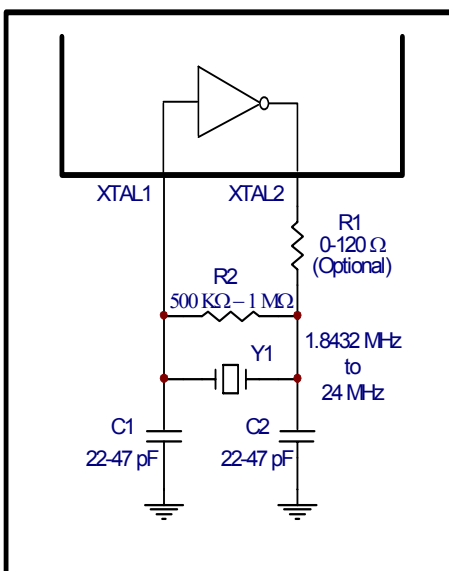 XTAL1
XTAL2
R1
0-120 Ω
(Optional)
R2
500 KΩ – 1 MΩ
Y1
1.8432 MHz
to
24 MHz
C1
22-47 pF
C2
22-47 pF